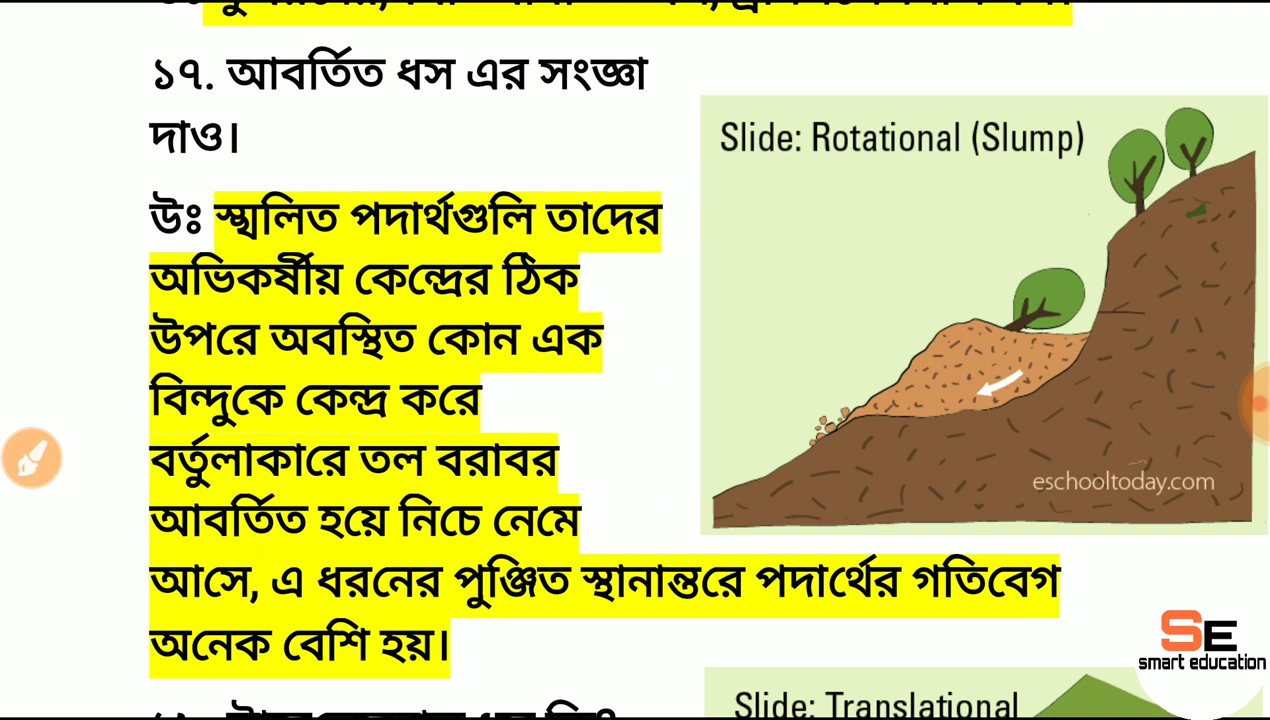 ১৭. আবর্তিত ধস এর সংজ্ঞা
দাও।
Slide: Rotational (Slump)
উঃ স্খলিত পদার্থগুলি তাদের
অভিকর্ষীয় কেন্দ্রের ঠিক
উপরে অবস্থিত কোন এক
বিন্দুকে কেন্দ্র করে
বর্তুলাকারে তল বরাবর
আবর্তিত হয়ে নিচে নেমে
আসে, এ ধরনের পুঞ্জিত স্থানান্তরে পদার্থের গতিবেগ
অনেক বেশি হয়।
eschooltoday.com
SE
smart education
Slide: Translational